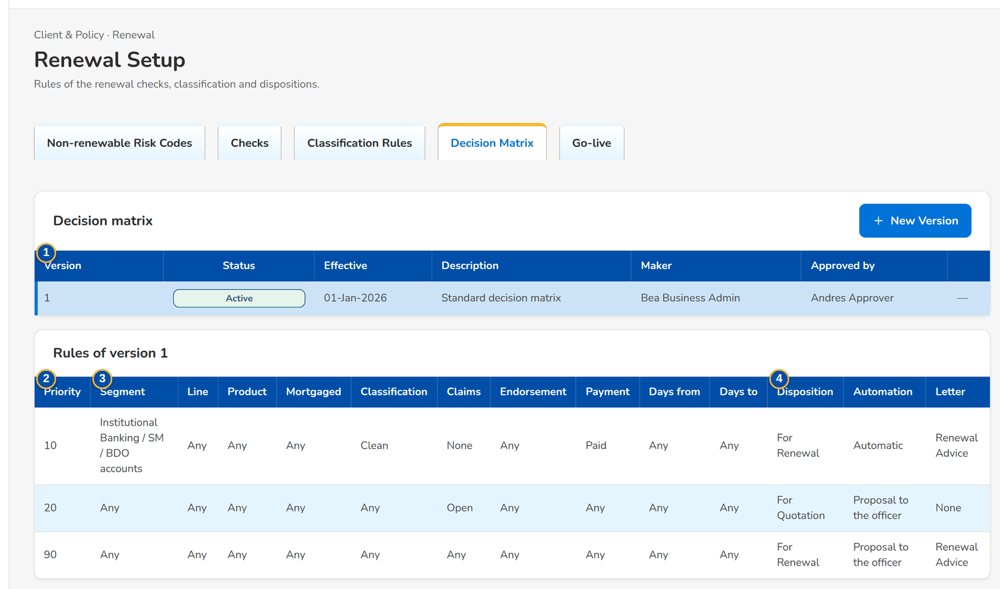 Client & Policy · Renewal
Renewal Setup
Rules of the renewal checks, classification and dispositions.
Non-renewable Risk Codes
Checks
Classification Rules
Decision Matrix
Go-live
Decision matrix
+ New Version
1
Version Status Effective Description Maker Approved by
1 Active 01-Jan-2026 Standard decision matrix Bea Business Admin Andres Approver —
Rules of version 1
2 3 4
Priority Segment Line Product Mortgaged Classification Claims Endorsement Payment Days from Days to Disposition Automation Letter
10 Institutional Banking / SM / BDO accounts Any Any Any Clean None Any Paid Any Any For Renewal Automatic Renewal Advice
20 Any Any Any Any Any Open Any Any Any Any For Quotation Proposal to the officer None
90 Any Any Any Any Any Any Any Any Any Any For Renewal Proposal to the officer Renewal Advice